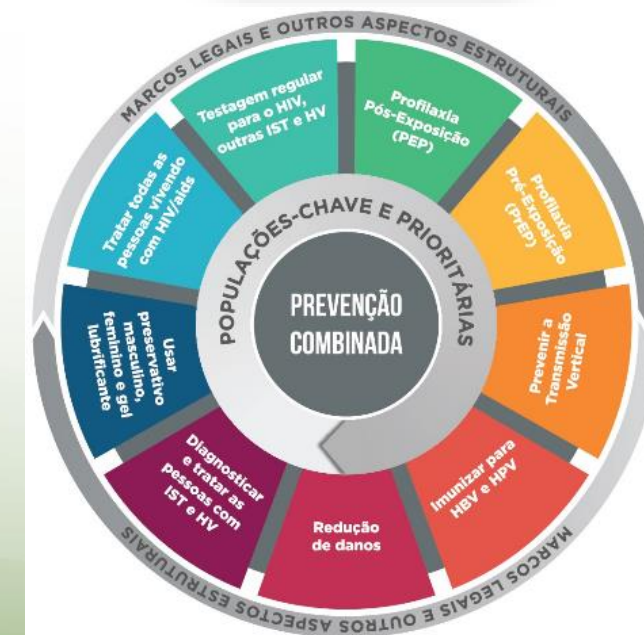 MARCOS LEGAIS E OUTROS ASPECTOS ESTRUTURAIS
Testagem regular
para o HIV,
outras IST e HV
Profilaxia
Pós-Exposição
(PEP)
Profilaxia
Pré-Exposição
(PrEP)
Prevenir a
Transmissão
Vertical
Imunizar para
HBV e HPV
Redução
de danos
Diagnosticar
e tratar as
pessoas com
IST e HV
Usar
preservativo
masculino,
feminino e gel
lubrificante
Tratar todas as
pessoas vivendo
com HIV/aids
POPULAÇÕES-CHAVE E PRIORITÁRIAS
PREVENÇÃO
COMBINADA
MARCOS LEGAIS E OUTROS ASPECTOS ESTRUTURAIS